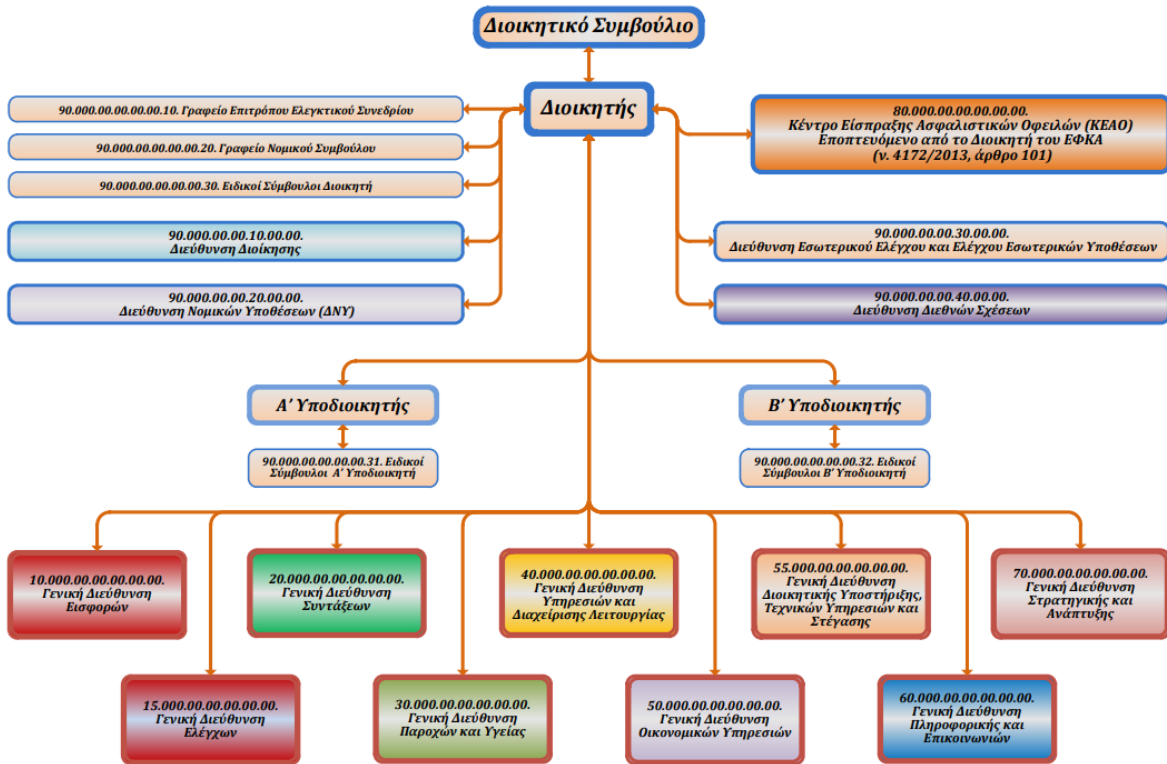 Διοικητικό Συμβούλιο
Διοικητής
90.000.00.00.00.00.10. Γραφείο Επιτρόπου Ελεγκτικού Συνεδρίου
90.000.00.00.00.00.20. Γραφείο Νομικού Συμβούλου
90.000.00.00.00.00.30. Ειδικοί Σύμβουλοι Διοικητή
90.000.00.00.10.00.00.
Διεύθυνση Διοίκησης
90.000.00.00.20.00.00.
Διεύθυνση Νομικών Υποθέσεων (ΔΝΥ)
80.000.00.00.00.00.00.
Κέντρο Είσπραξης Ασφαλιστικών Οφειλών (ΚΕΑΟ)
Εποπτευόμενο από το Διοικητή του ΕΦΚΑ
(ν. 4172/2013, άρθρο 101)
90.000.00.00.30.00.00.
Διεύθυνση Εσωτερικού Ελέγχου και Ελέγχου Εσωτερικών Υποθέσεων
90.000.00.00.40.00.00.
Διεύθυνση Διεθνών Σχέσεων
Α’ Υποδιοικητής
90.000.00.00.00.00.31. Ειδικοί
Σύμβουλοι Α’ Υποδιοικητή
Β’ Υποδιοικητής
90.000.00.00.00.00.32. Ειδικοί
Σύμβουλοι Β’ Υποδιοικητή
10.000.00.00.00.00.00.
Γενική Διεύθυνση
Εισφορών
20.000.00.00.00.00.00.
Γενική Διεύθυνση
Συντάξεων
40.000.00.00.00.00.00.
Γενική Διεύθυνση
Υπηρεσιών και
Διαχείρισης Λειτουργίας
55.000.00.00.00.00.00.
Γενική Διεύθυνση
Διοικητικής Υποστήριξης,
Τεχνικών Υπηρεσιών και
Στέγασης
70.000.00.00.00.00.00.
Γενική Διεύθυνση
Στρατηγικής και
Ανάπτυξης
15.000.00.00.00.00.00.
Γενική Διεύθυνση
Ελέγχων
30.000.00.00.00.00.00.
Γενική Διεύθυνση
Παροχών και Υγείας
50.000.00.00.00.00.00.
Γενική Διεύθυνση
Οικονομικών Υπηρεσιών
60.000.00.00.00.00.00.
Γενική Διεύθυνση
Πληροφορικής και
Επικοινωνιών